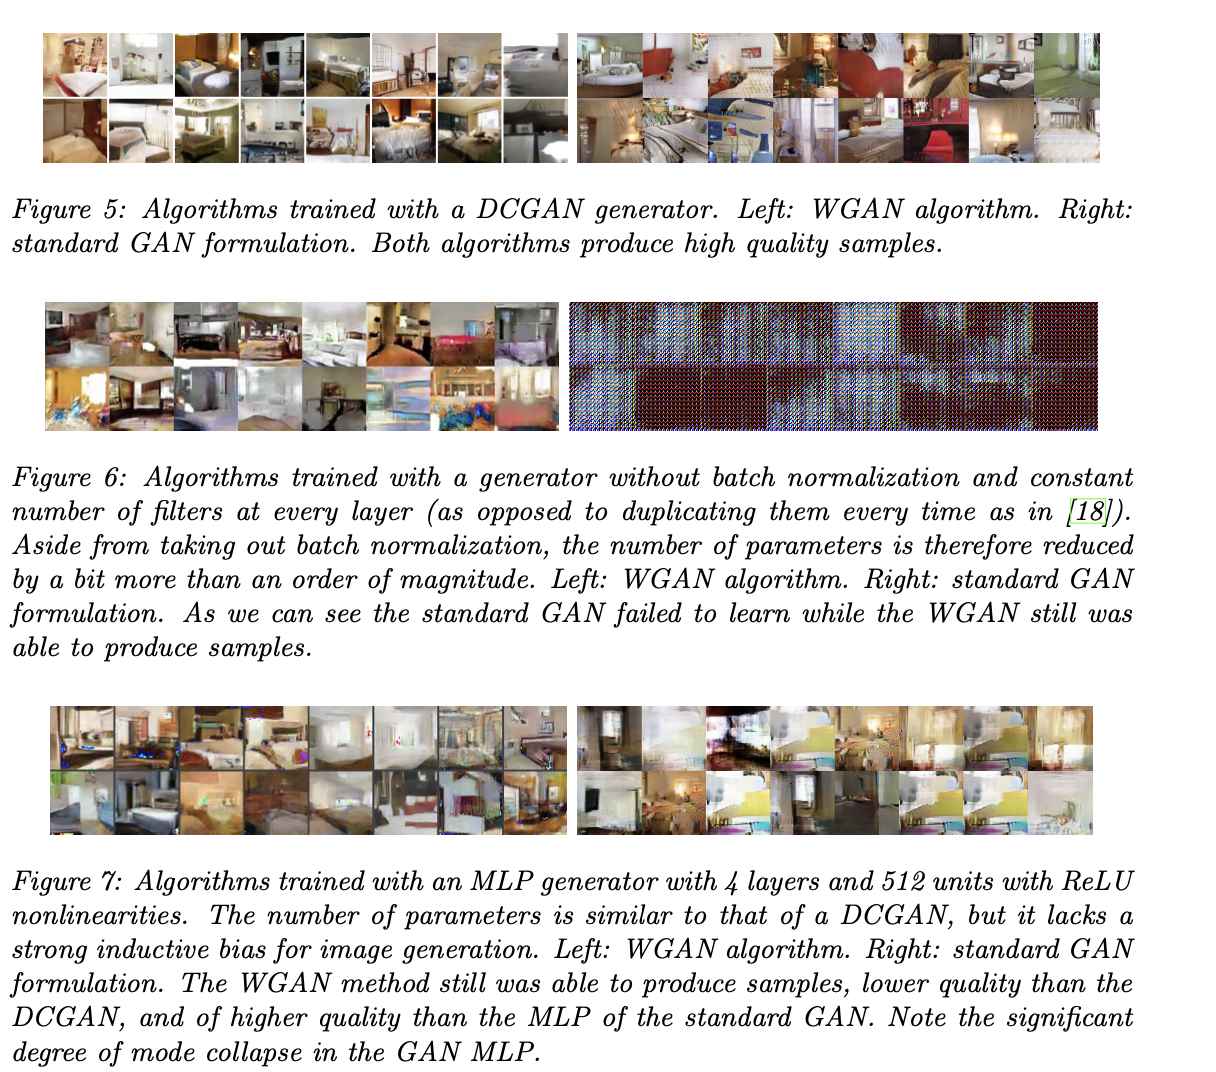 Figure 5: Algorithms trained with a DCGAN generator. Left: WGAN algorithm. Right:
standard GAN formulation. Both algorithms produce high quality samples.
Figure 6: Algorithms trained with a generator without batch normalization and constant
number of filters at every layer (as opposed to duplicating them every time as in [18]).
Aside from taking out batch normalization, the number of parameters is therefore reduced
by a bit more than an order of magnitude. Left: WGAN algorithm. Right: standard GAN
formulation. As we can see the standard GAN failed to learn while the WGAN still was
able to produce samples.
Figure 7: Algorithms trained with an MLP generator with 4 layers and 512 units with ReLU
nonlinearities. The number of parameters is similar to that of a DCGAN, but it lacks a
strong inductive bias for image generation. Left: WGAN algorithm. Right: standard GAN
formulation. The WGAN method still was able to produce samples, lower quality than the
DCGAN, and of higher quality than the MLP of the standard GAN. Note the significant
degree of mode collapse in the GAN MLP.